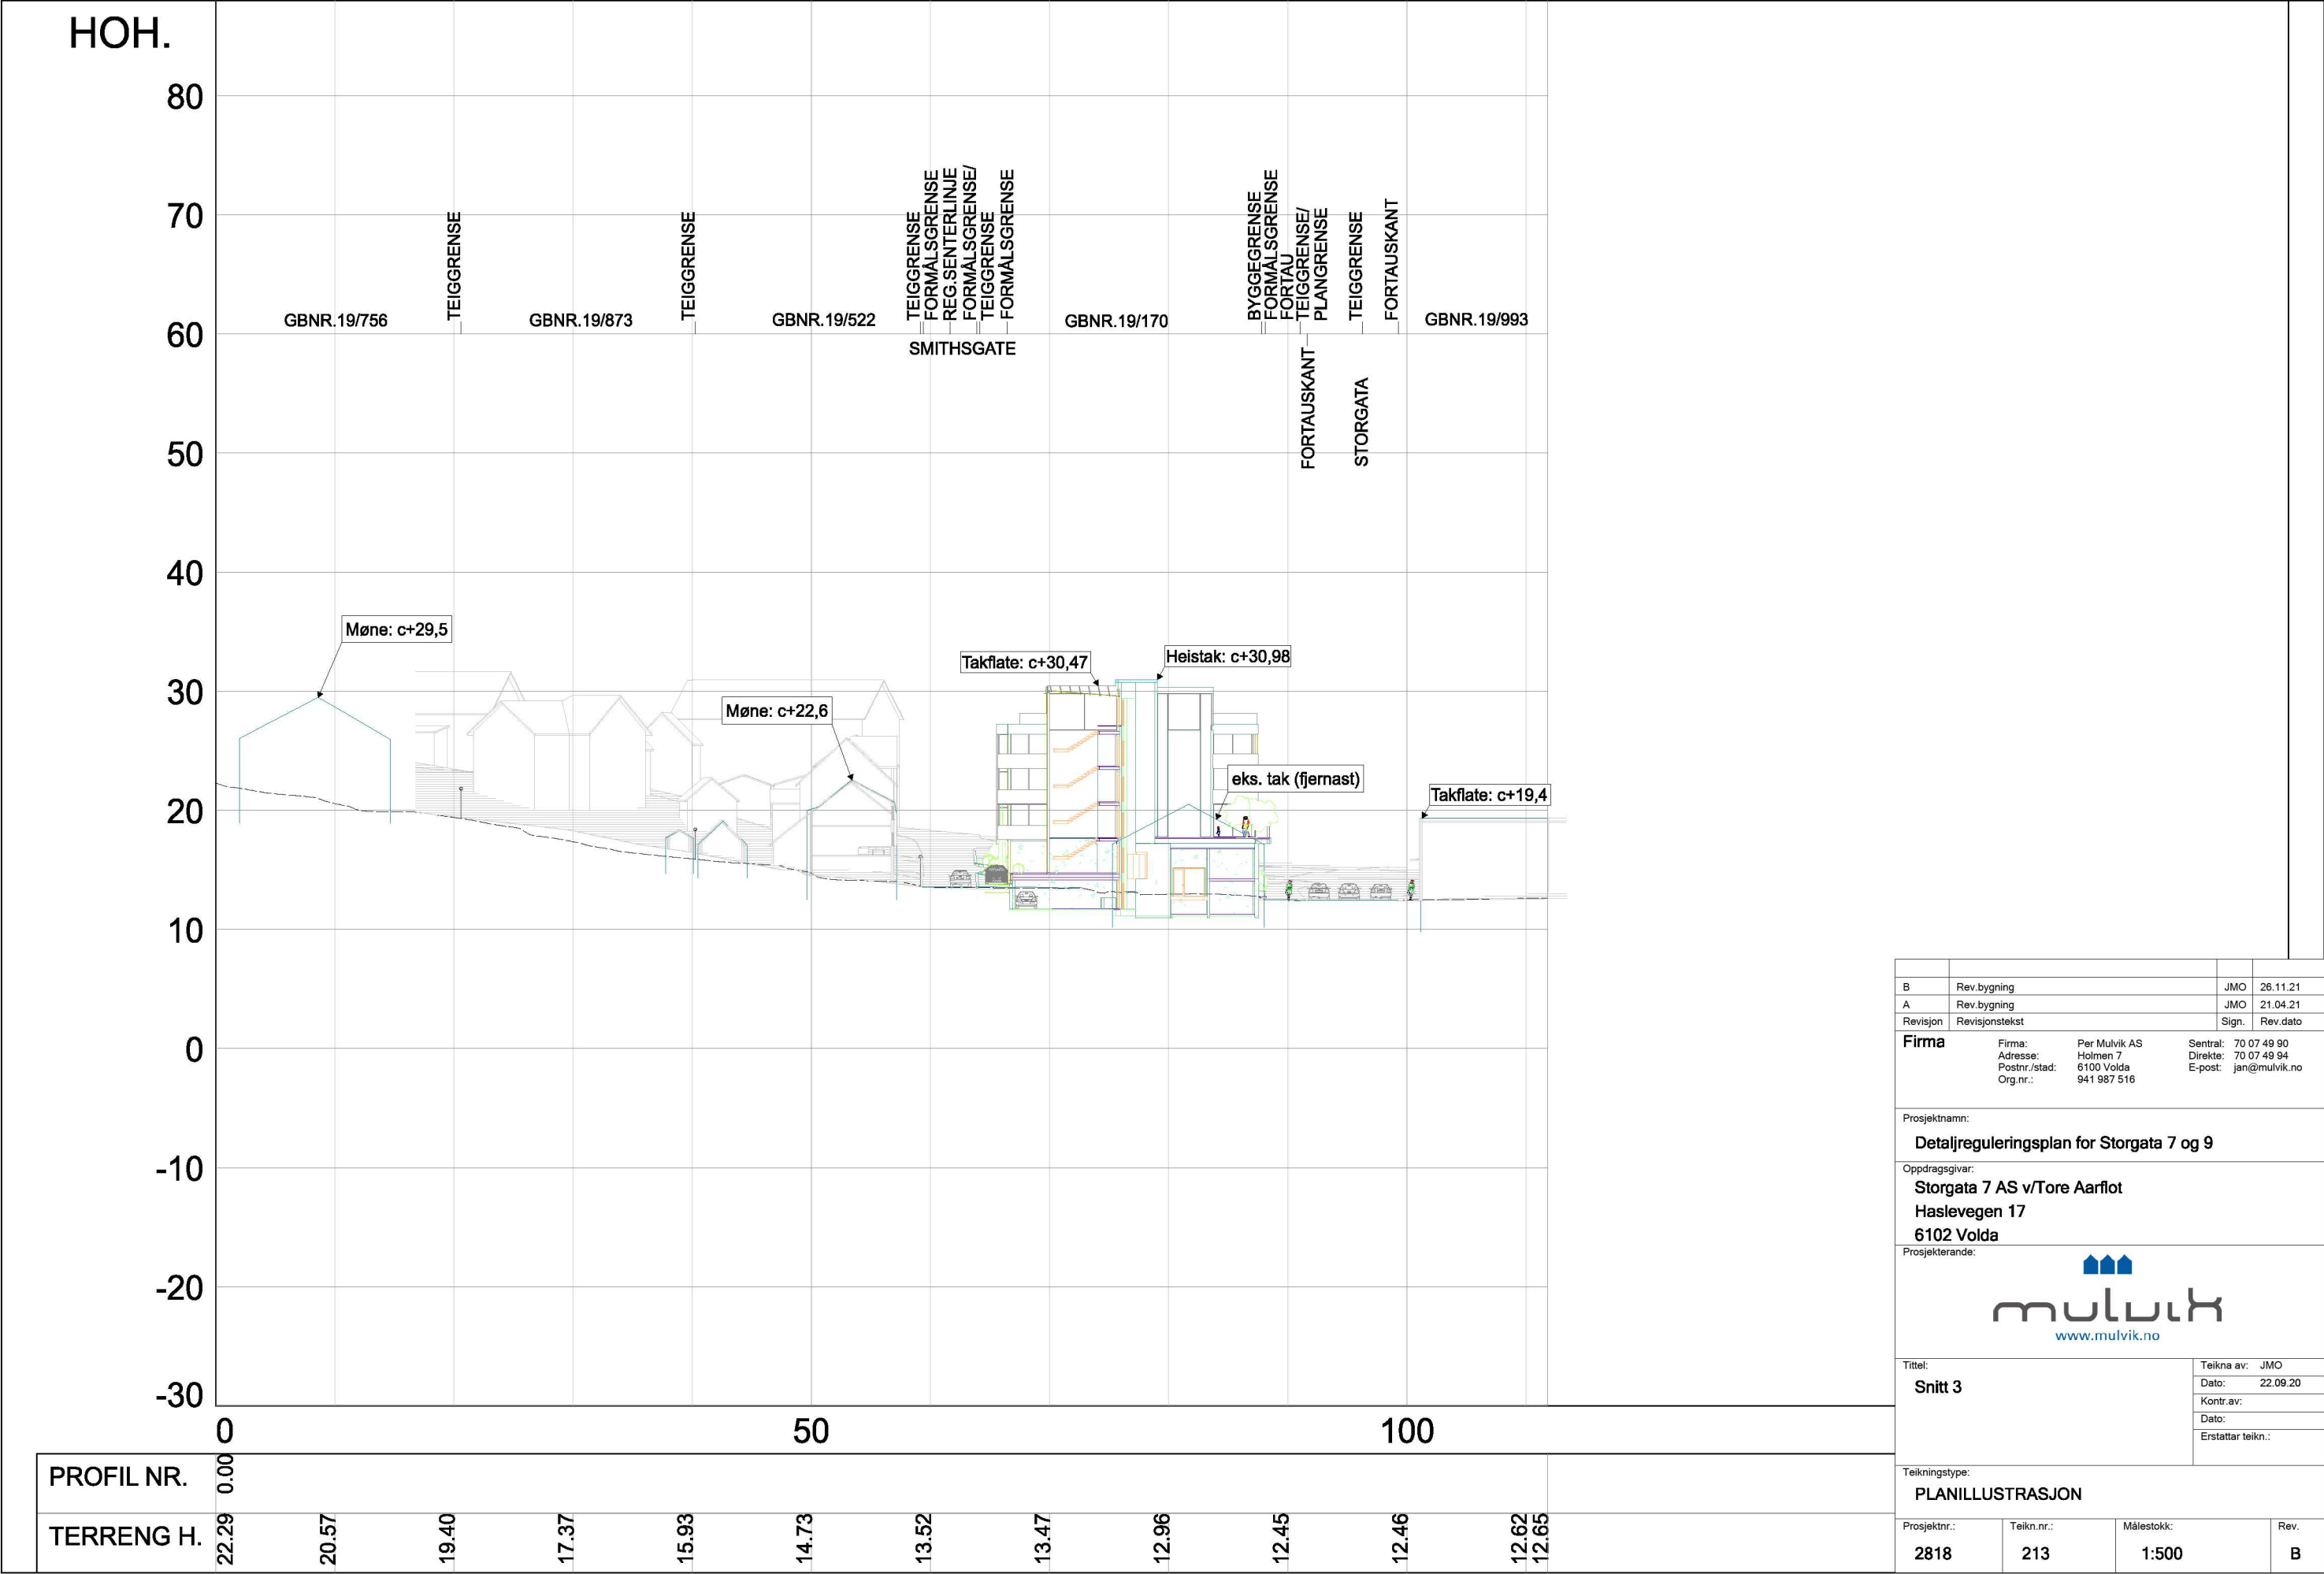 HOH.
80
70
60
50
40
30
20
10
0
-10
-20
-30
TEIGGRENSE
TEIGGRENSE
TEIGGRENSE
FORMÅLSGRENSE
REG.SENTERLINJE
FORMÅLSGRENSE/
TEIGGRENSE
FORMÅLSGRENSE
BYGGEGRENSE
FORMÅLSGRENSE
FORTAU
TEIGGRENSE/
PLANGRENSE
TEIGGRENSE
FORTAUSKANT
GBNR.19/756
GBNR.19/873
GBNR.19/522
GBNR.19/170
GBNR.19/993
SMITHSGATE
FORTAUSKANT
STORGATA
Møne: c+29,5
Møne: c+22,6
Takflate: c+30,47
Heistak: c+30,98
eks. tak (fjernast)
Takflate: c+19,4
0
50
100
PROFIL NR.
0.00
TERRENG H.
22.29
20.57
19.40
17.37
15.93
14.73
13.52
13.47
12.96
12.45
12.46
12.62
12.65
B Rev.bygning JMO 26.11.21
A Rev.bygning JMO 21.04.21
Revisjon Revisjonstekst Sign. Rev.dato
Firma
Firma: Per Mulvik AS Sentral: 70 07 49 90
Adresse: Holmen 7 Direkte: 70 07 49 94
Postnr./stad: 6100 Volda E-post: jan@mulvik.no
Org.nr.: 941 987 516
Prosjektnamn:
Detaljreguleringsplan for Storgata 7 og 9
Oppdragsgivar:
Storgata 7 AS v/Tore Aarflot
Haslevegen 17
6102 Volda
Prosjekterande:
mulvik
www.mulvik.no
Tittel:
Snitt 3
Teikna av: JMO
Dato: 22.09.20
Kontr.av:
Dato:
Erstattar teikn.:
Teikningstype:
PLANILLUSTRASJON
Prosjektnr.: Teikn.nr.: Målestokk: Rev.
2818 213 1:500 B